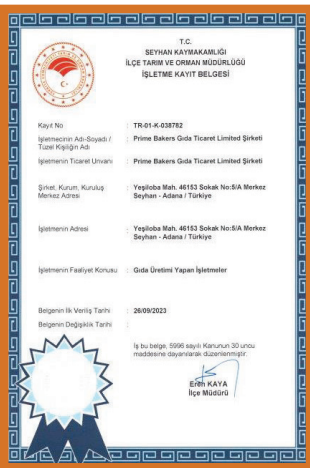 T.C.
SEYHAN KAYMAKAMLIĞI
İLÇE TARIM VE ORMAN MÜDÜRLÜĞÜ
İŞLETME KAYIT BELGESİ
Kayıt No : TR-01-K-038782
İşletmecinin Adı-Soyadı / : Prime Bakers Gıda Ticaret Limited Şirketi
Tüzel Kişiliğin Adı
İşletmenin Ticaret Unvanı : Prime Bakers Gıda Ticaret Limited Şirketi
Şirket, Kurum, Kuruluş : Yeşiloba Mah. 46153 Sokak No:5/A Merkez
Merkez Adresi Seyhan - Adana / Türkiye
İşletmenin Adresi : Yeşiloba Mah. 46153 Sokak No:5/A Merkez
Seyhan - Adana / Türkiye
İşletmenin Faaliyet Konusu : Gıda Üretimi Yapan İşletmeler
Belgenin İlk Veriliş Tarihi : 26/09/2023
Belgenin Değişiklik Tarihi :
İş bu belge, 5996 sayılı Kanunun 30 uncu
maddesine dayanılarak düzenlenmiştir.
Eren KAYA
İlçe Müdürü